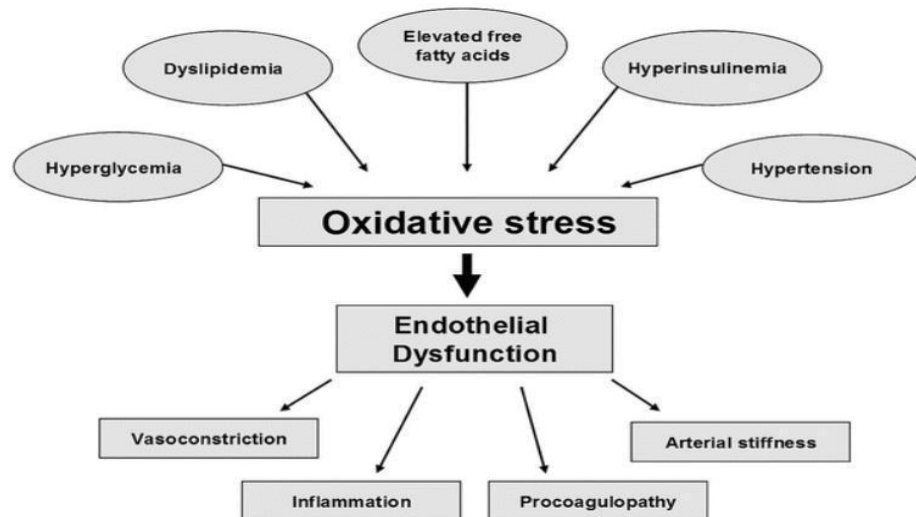 Elevated free
fatty acids
Dyslipidemia
Hyperinsulinemia
Hyperglycemia
Hypertension
Oxidative stress
Endothelial
Dysfunction
Vasoconstriction
Arterial stiffness
Inflammation
Procoagulopathy